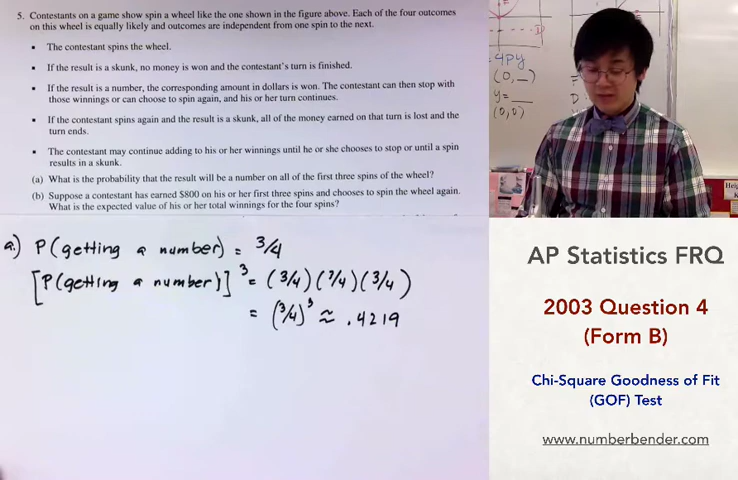 5. Contestants on a game show spin a wheel like the one shown in the figure above. Each of the four outcomes
on this wheel is equally likely and outcomes are independent from one spin to the next.
• The contestant spins the wheel.
• If the result is a skunk, no money is won and the contestant's turn is finished.
• If the result is a number, the corresponding amount in dollars is won. The contestant can then stop with
those winnings or can choose to spin again, and his or her turn continues.
• If the contestant spins again and the result is a skunk, all of the money earned on that turn is lost and the
turn ends.
• The contestant may continue adding to his or her winnings until he or she chooses to stop or until a spin
results in a skunk.
(a) What is the probability that the result will be a number on all of the first three spins of the wheel?
(b) Suppose a contestant has earned $800 on his or her first three spins and chooses to spin the wheel again.
What is the expected value of his or her total winnings for the four spins?
a.) P(getting a number) = 3/4
[P(getting a number)]³ = (3/4)(3/4)(3/4)
= (3/4)³ ≈ .4219
4py
(0, _)
y = __
(0,0)
AP Statistics FRQ
2003 Question 4
(Form B)
Chi-Square Goodness of Fit
(GOF) Test
www.numberbender.com